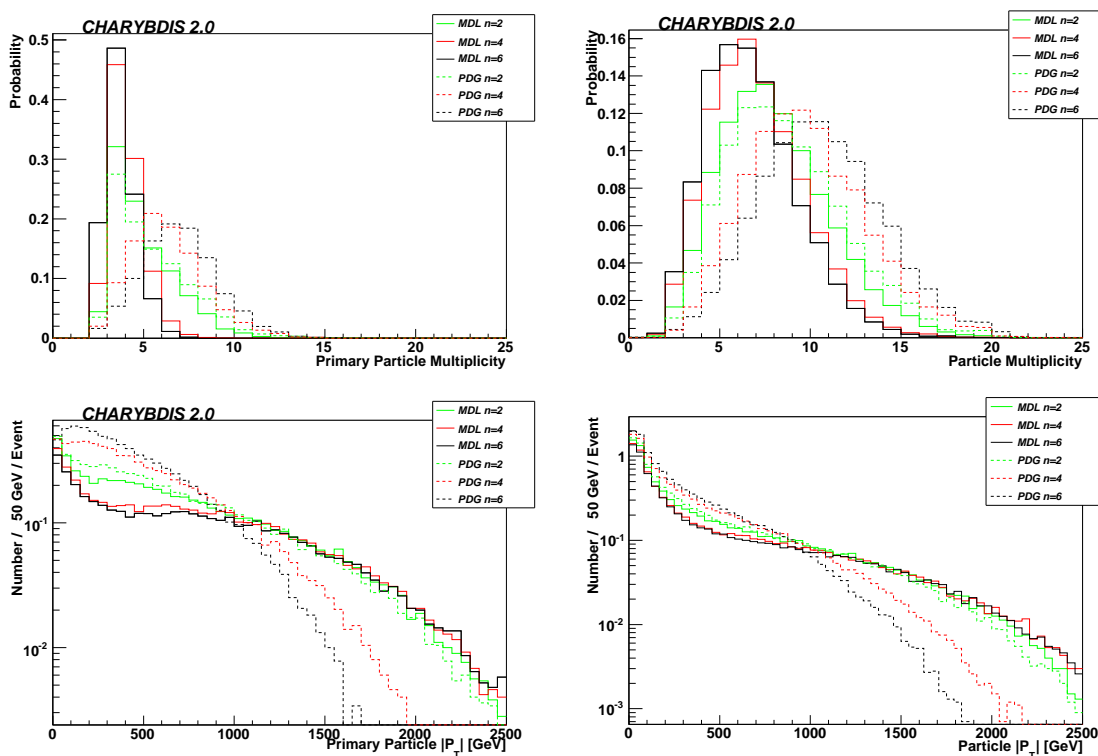 CHARYBDIS 2.0
Probability
0.5
0.4
0.3
0.2
0.1
0
0 5 10 15 20 25
Primary Particle Multiplicity
MDL n=2
MDL n=4
MDL n=6
PDG n=2
PDG n=4
PDG n=6
CHARYBDIS 2.0
Probability
0.16
0.14
0.12
0.1
0.08
0.06
0.04
0.02
0
0 5 10 15 20 25
Particle Multiplicity
MDL n=2
MDL n=4
MDL n=6
PDG n=2
PDG n=4
PDG n=6
CHARYBDIS 2.0
Number / 50 GeV / Event
10-1
10-2
0 500 1000 1500 2000 2500
Primary Particle |PT| [GeV]
MDL n=2
MDL n=4
MDL n=6
PDG n=2
PDG n=4
PDG n=6
Number / 50 GeV / Event
1
10-1
10-2
10-3
0 500 1000 1500 2000 2500
Particle |PT| [GeV]
MDL n=2
MDL n=4
MDL n=6
PDG n=2
PDG n=4
PDG n=6